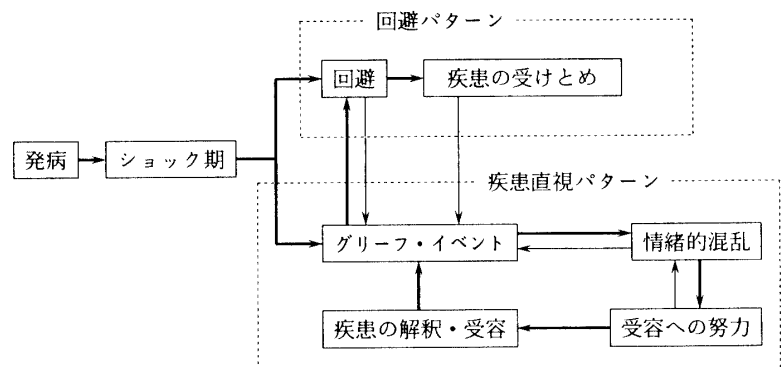 回避パターン
回避
疾患の受けとめ
発病
ショック期
疾患直視パターン
グリーフ・イベント
情緒的混乱
疾患の解釈・受容
受容への努力